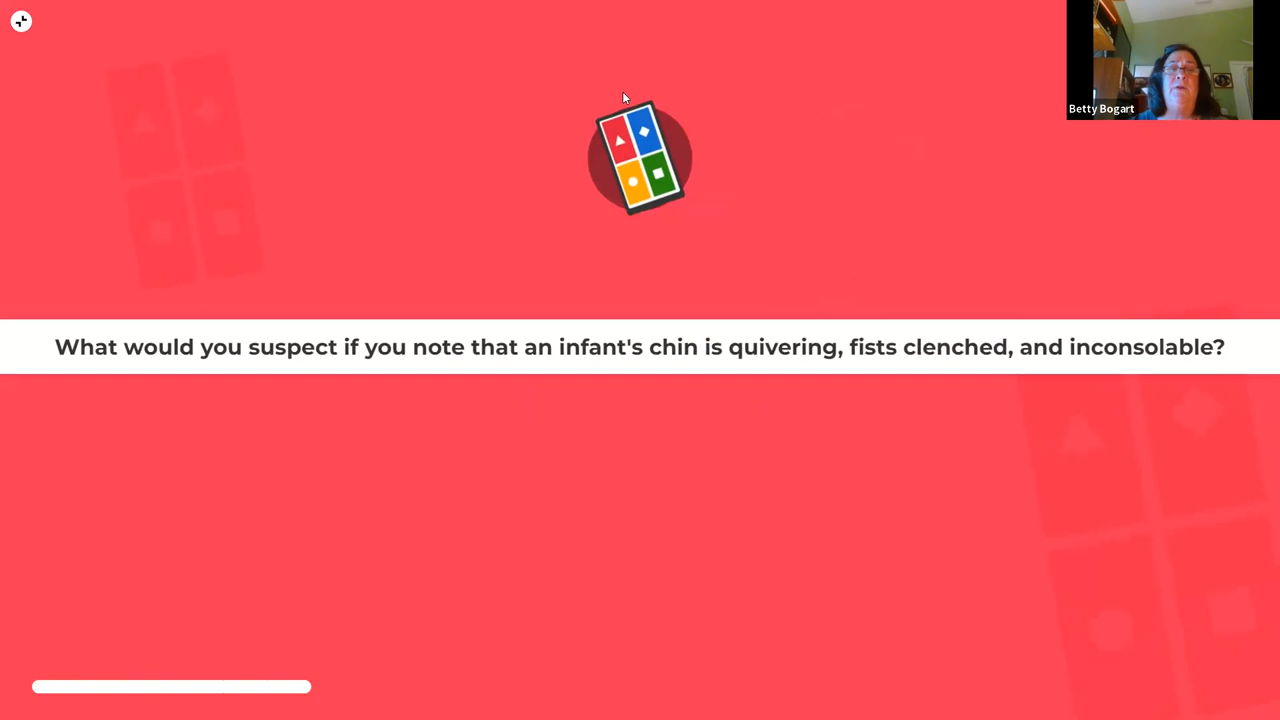 Betty Bogart
What would you suspect if you note that an infant's chin is quivering, fists clenched, and inconsolable?